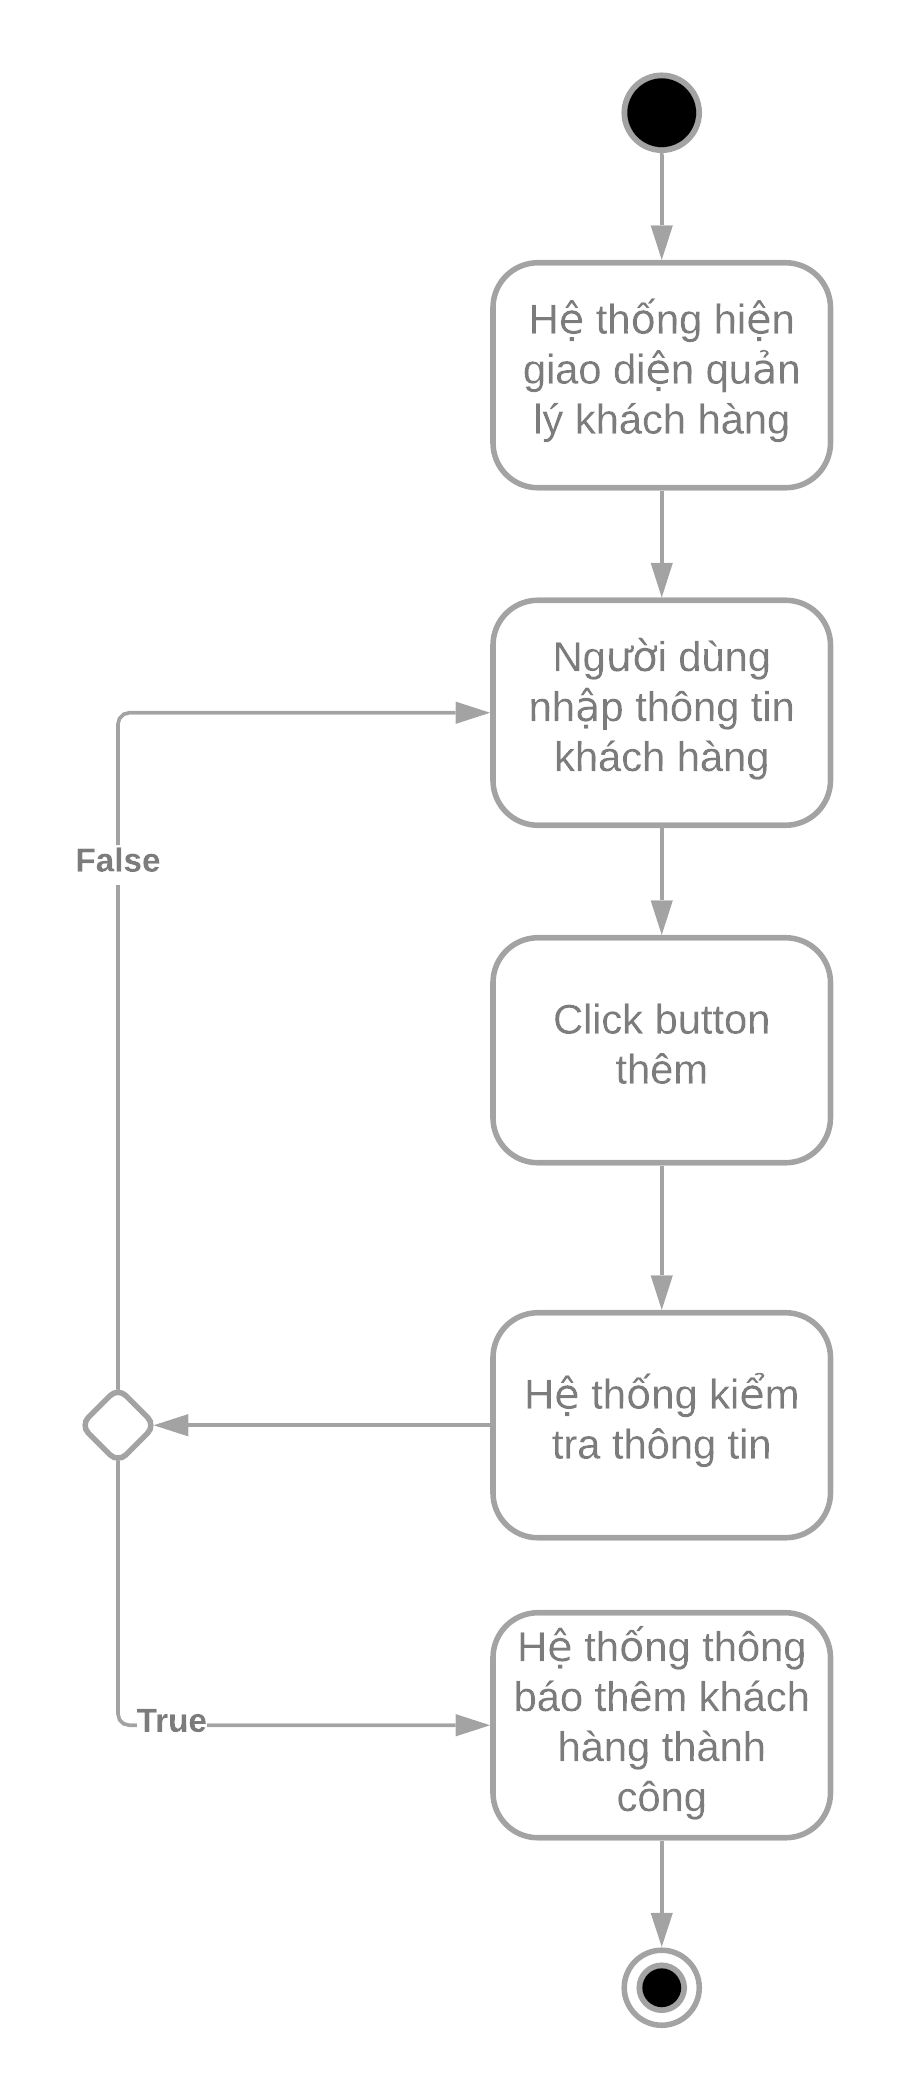 Hệ thống hiện
giao diện quản
lý khách hàng
Người dùng
nhập thông tin
khách hàng
False
Click button
thêm
Hệ thống kiểm
tra thông tin
Hệ thống thông
báo thêm khách
hàng thành
công
True